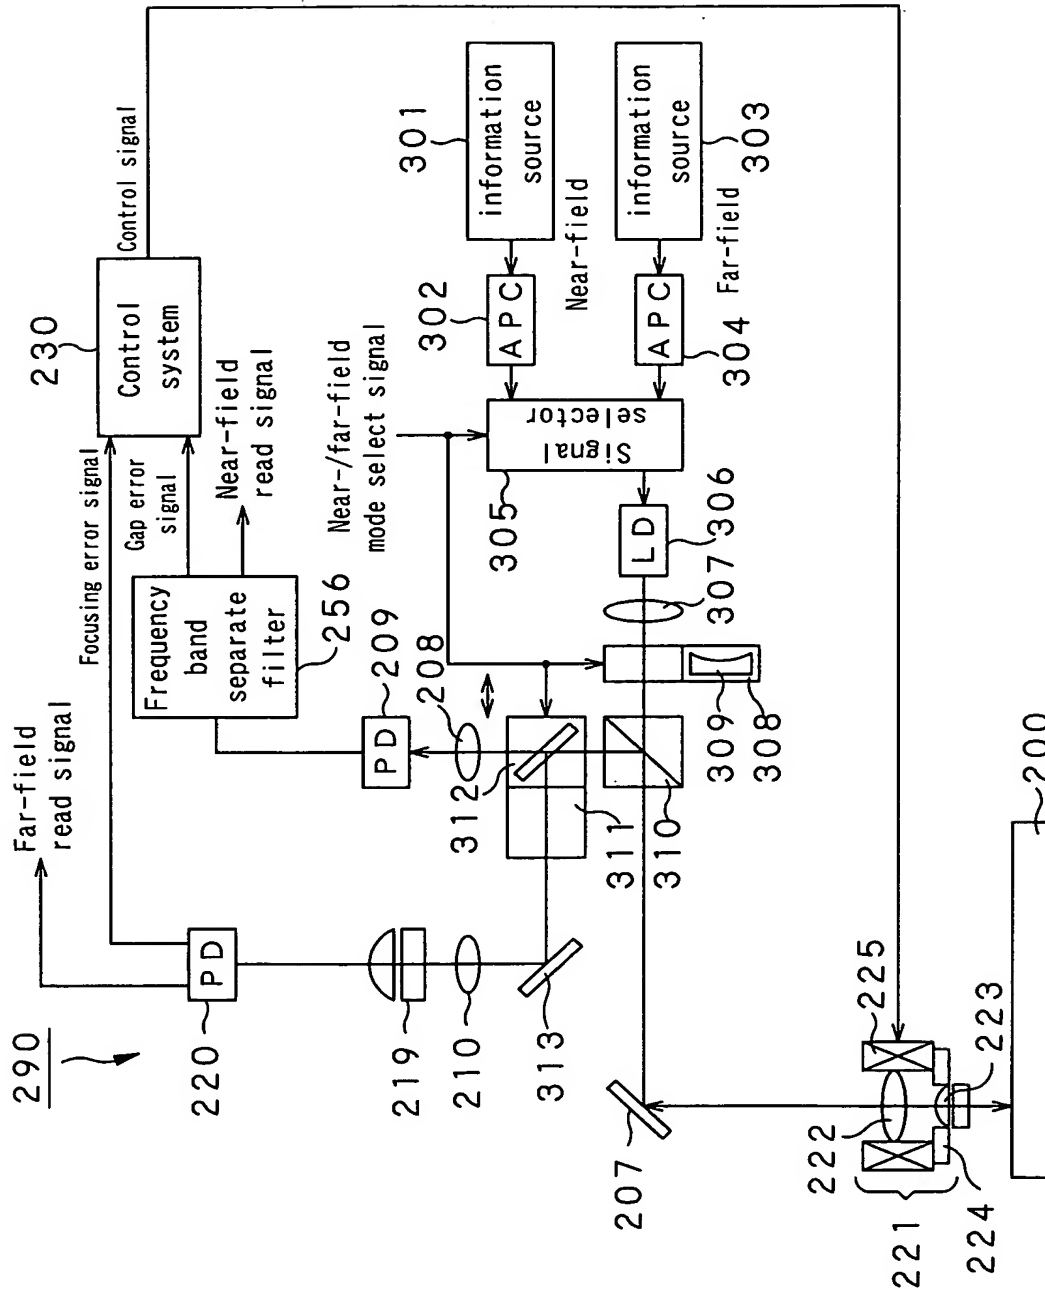 Control signal
230
Control
system
Focusing error signal
Gap error
signal
Near-field
read signal
Frequency
band
separate
filter
256
Far-field
read signal
290
PD
220
219
210
313
PD
209
208
312
311
310
Near-/far-field
mode select signal
301
information
source
Near-field
302
APC
303
information
source
Far-field
304
APC
Signal
selector
305
LD
306
307
309
308
207
222
225
223
221
224
200